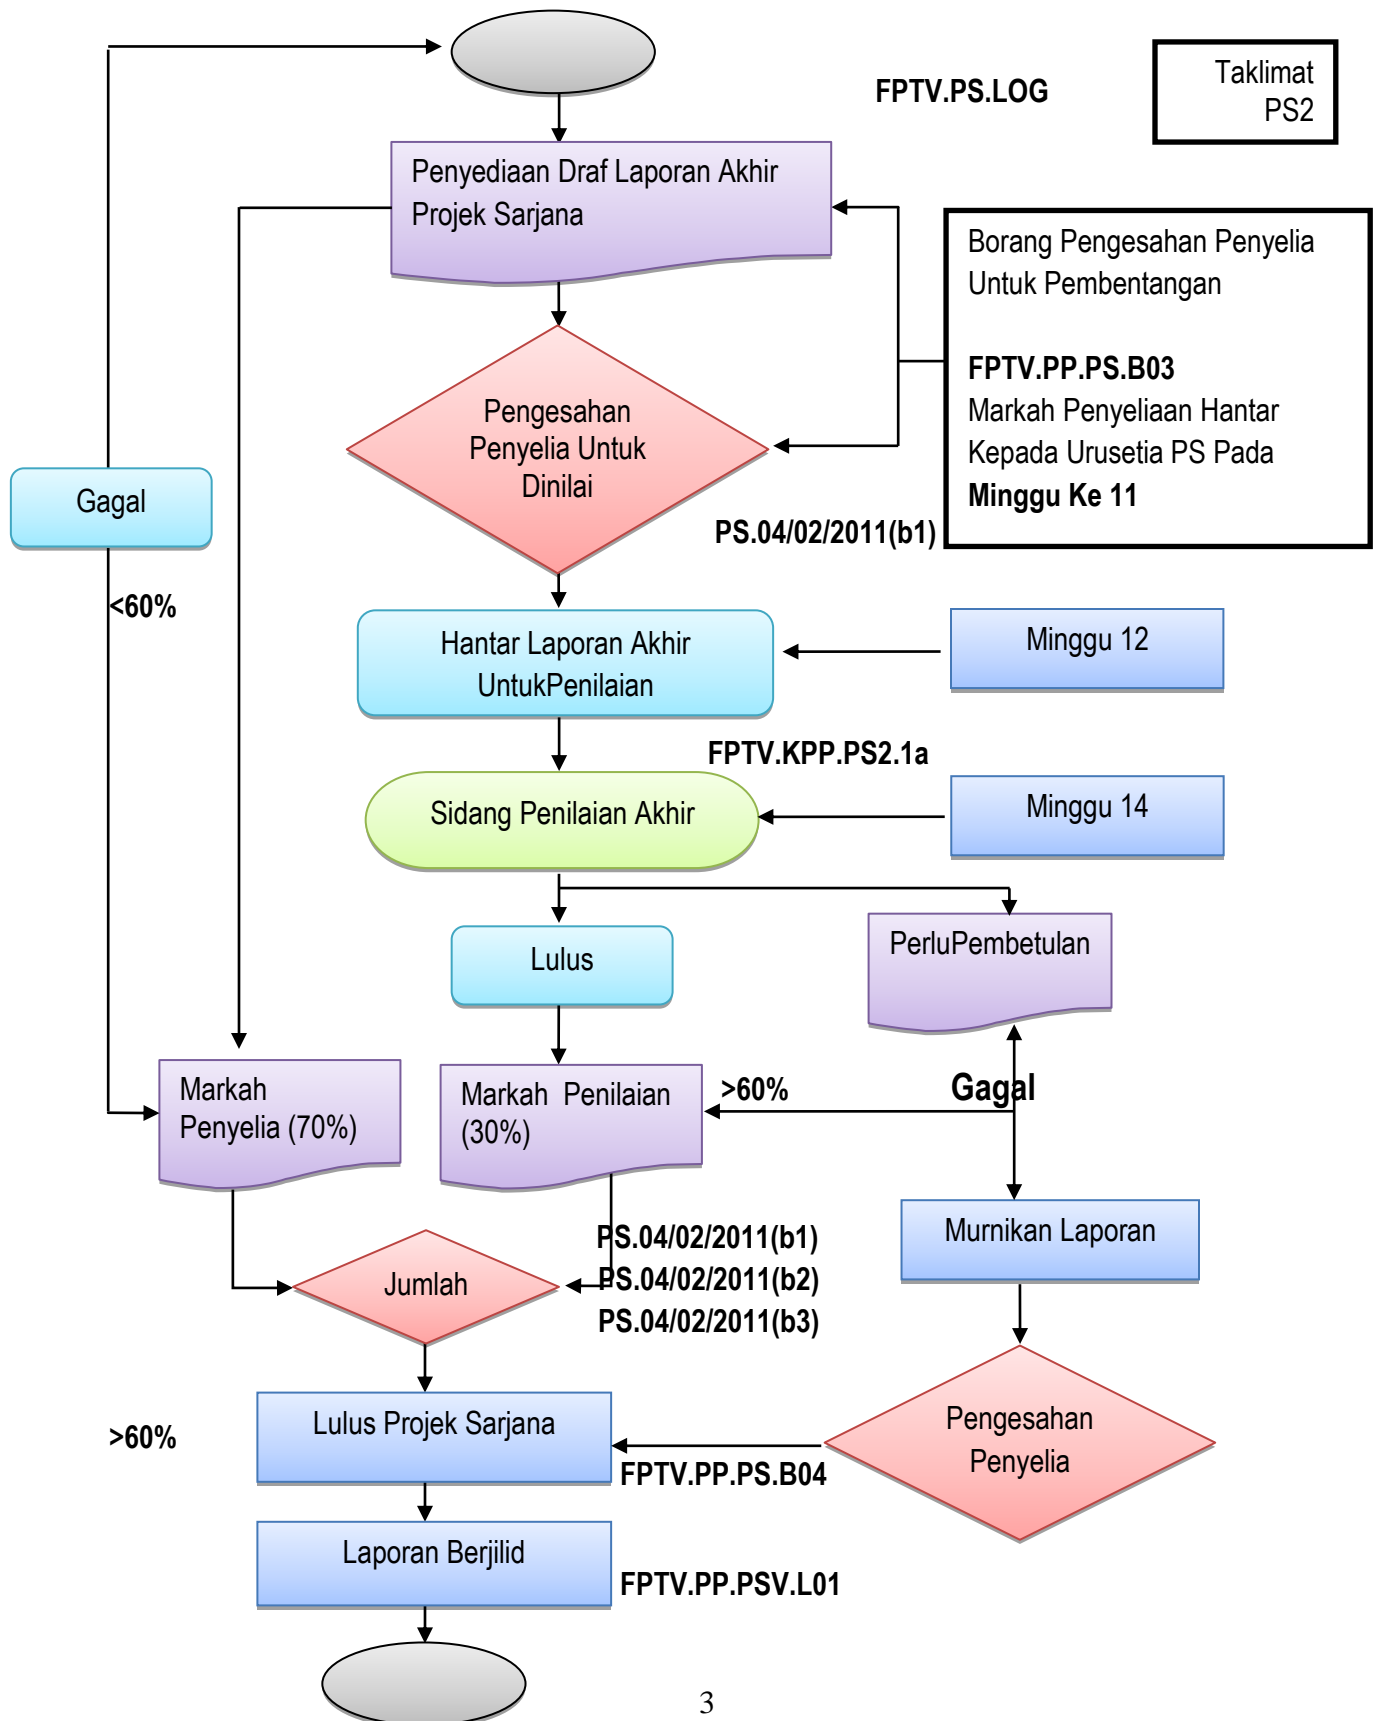 FPTV.PS.LOG
Taklimat
PS2
Penyediaan Draf Laporan Akhir
Projek Sarjana
Borang Pengesahan Penyelia
Untuk Pembentangan
FPTV.PP.PS.B03
Markah Penyeliaan Hantar
Kepada Urusetia PS Pada
Minggu Ke 11
Pengesahan
Penyelia Untuk
Dinilai
Gagal
PS.04/02/2011(b1)
<60%
Hantar Laporan Akhir
UntukPenilaian
Minggu 12
FPTV.KPP.PS2.1a
Sidang Penilaian Akhir
Minggu 14
Lulus
PerluPembetulan
Markah
Penyelia (70%)
Markah Penilaian
(30%)
>60%
Gagal
Murnikan Laporan
PS.04/02/2011(b1)
PS.04/02/2011(b2)
PS.04/02/2011(b3)
Jumlah
Lulus Projek Sarjana
>60%
Pengesahan
Penyelia
FPTV.PP.PS.B04
Laporan Berjilid
FPTV.PP.PSV.L01
3